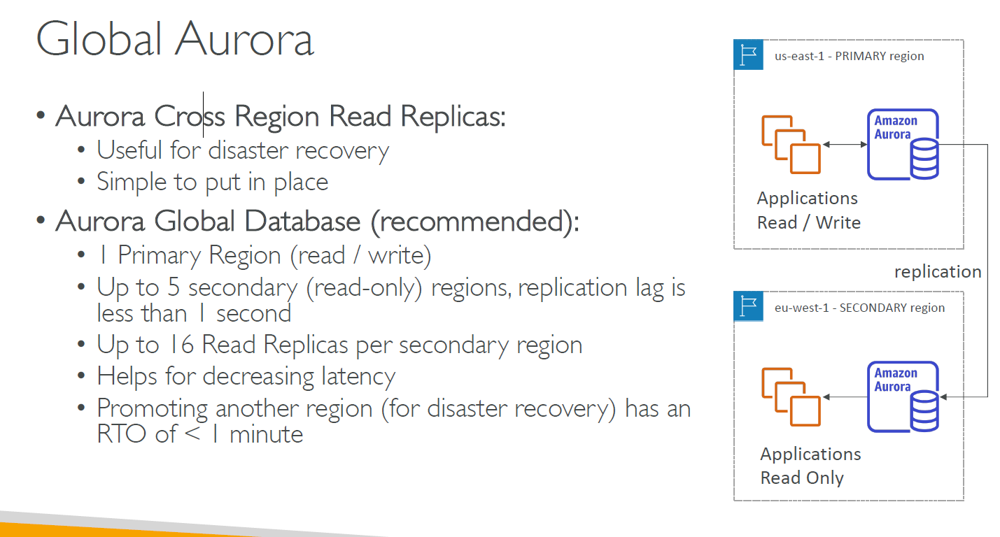 Global Aurora
• Aurora Cross Region Read Replicas:
• Useful for disaster recovery
• Simple to put in place
• Aurora Global Database (recommended):
• 1 Primary Region (read / write)
• Up to 5 secondary (read-only) regions, replication lag is
less than 1 second
• Up to 16 Read Replicas per secondary region
• Helps for decreasing latency
• Promoting another region (for disaster recovery) has an
RTO of < 1 minute
us-east-1 - PRIMARY region
Amazon
Aurora
Applications
Read / Write
replication
eu-west-1 - SECONDARY region
Amazon
Aurora
Applications
Read Only